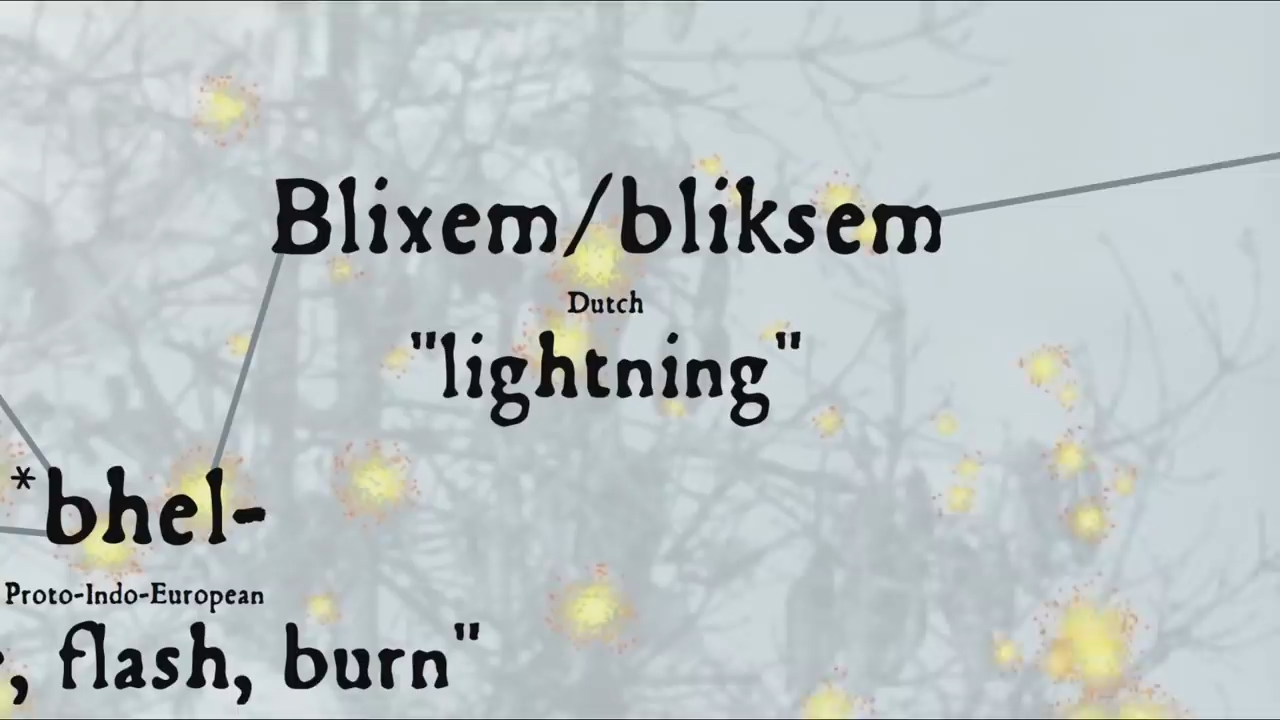 Blixem/bliksem
Dutch
"lightning"
*bhel-
Proto-Indo-European
, flash, burn"